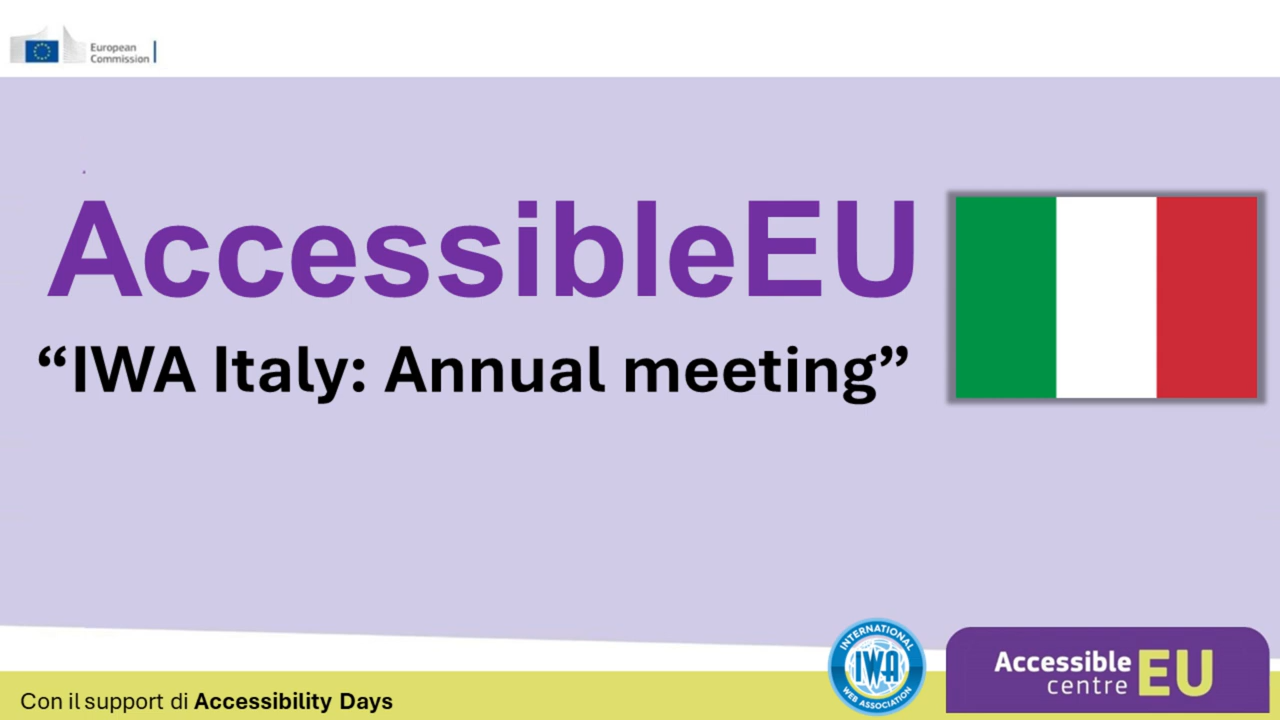 European
Commission
AccessibleEU
“IWA Italy: Annual meeting”
INTERNATIONAL
IWA
WEB ASSOCIATION
Accessible
centre EU
Con il support di Accessibility Days